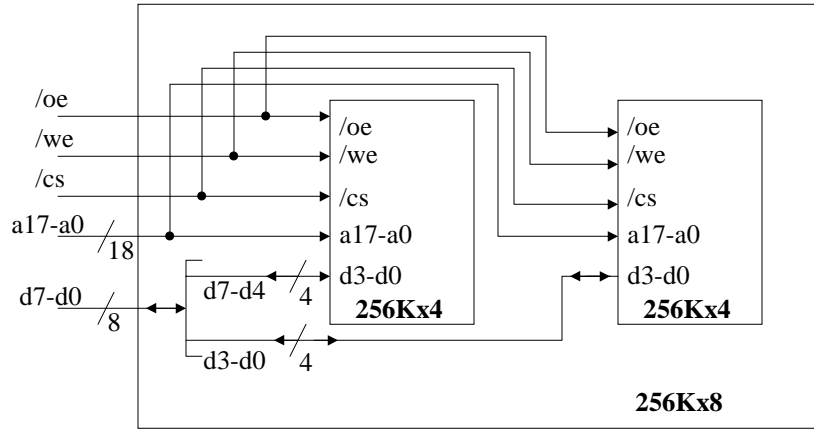 /oe
/we
/cs
a17-a0
18
d7-d0
8
/oe
/we
/cs
a17-a0
d3-d0
256Kx4
d7-d4
4
d3-d0
4
/oe
/we
/cs
a17-a0
d3-d0
256Kx4
256Kx8